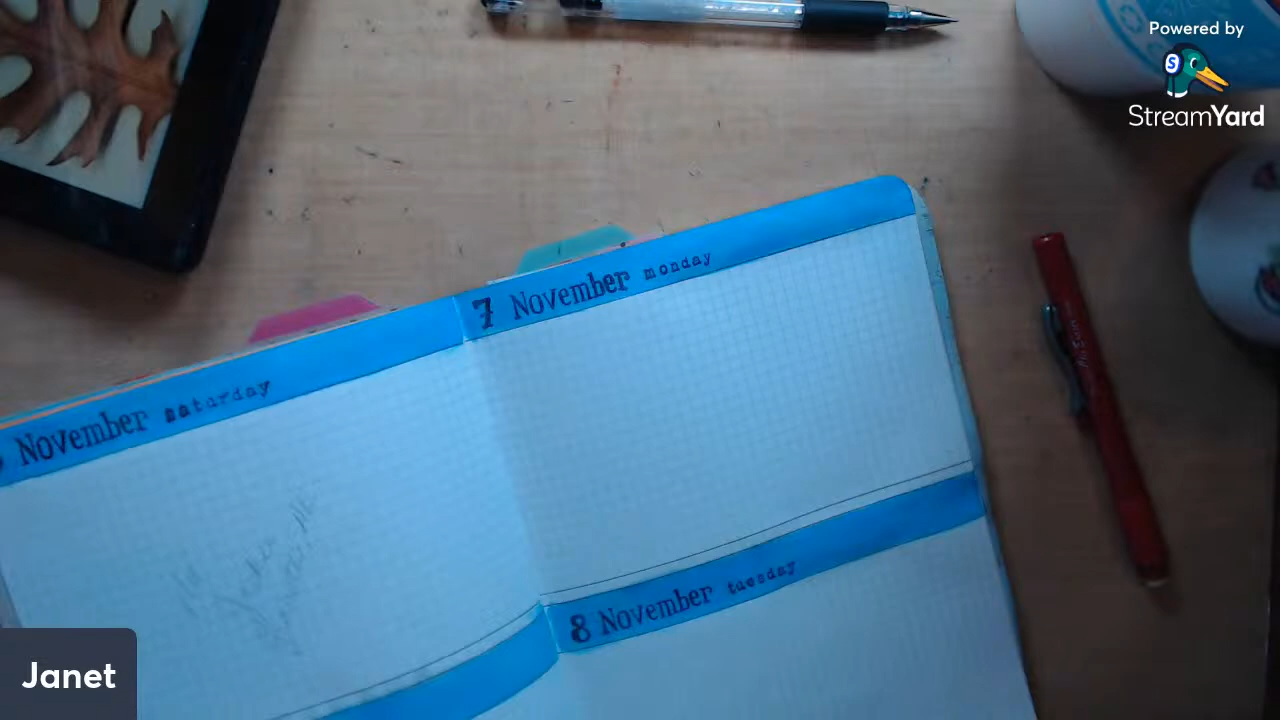 Powered by
StreamYard
7 November monday
November saturday
8 November tuesday
Janet